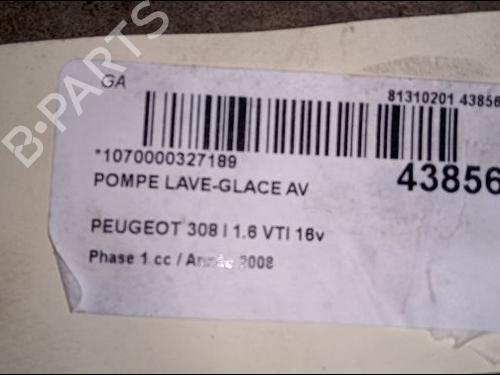 B-PARTS
GA
81310201 43856
*1070000327189
POMPE LAVE-GLACE AV
43856
PEUGEOT 308 I 1.6 VTI 16v
Phase 1 cc / Année 2008